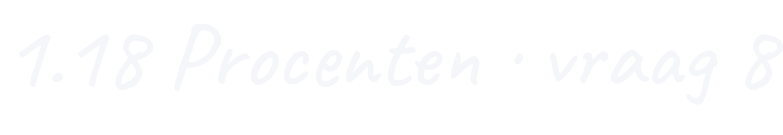 1.18 Procenten · vraag 8